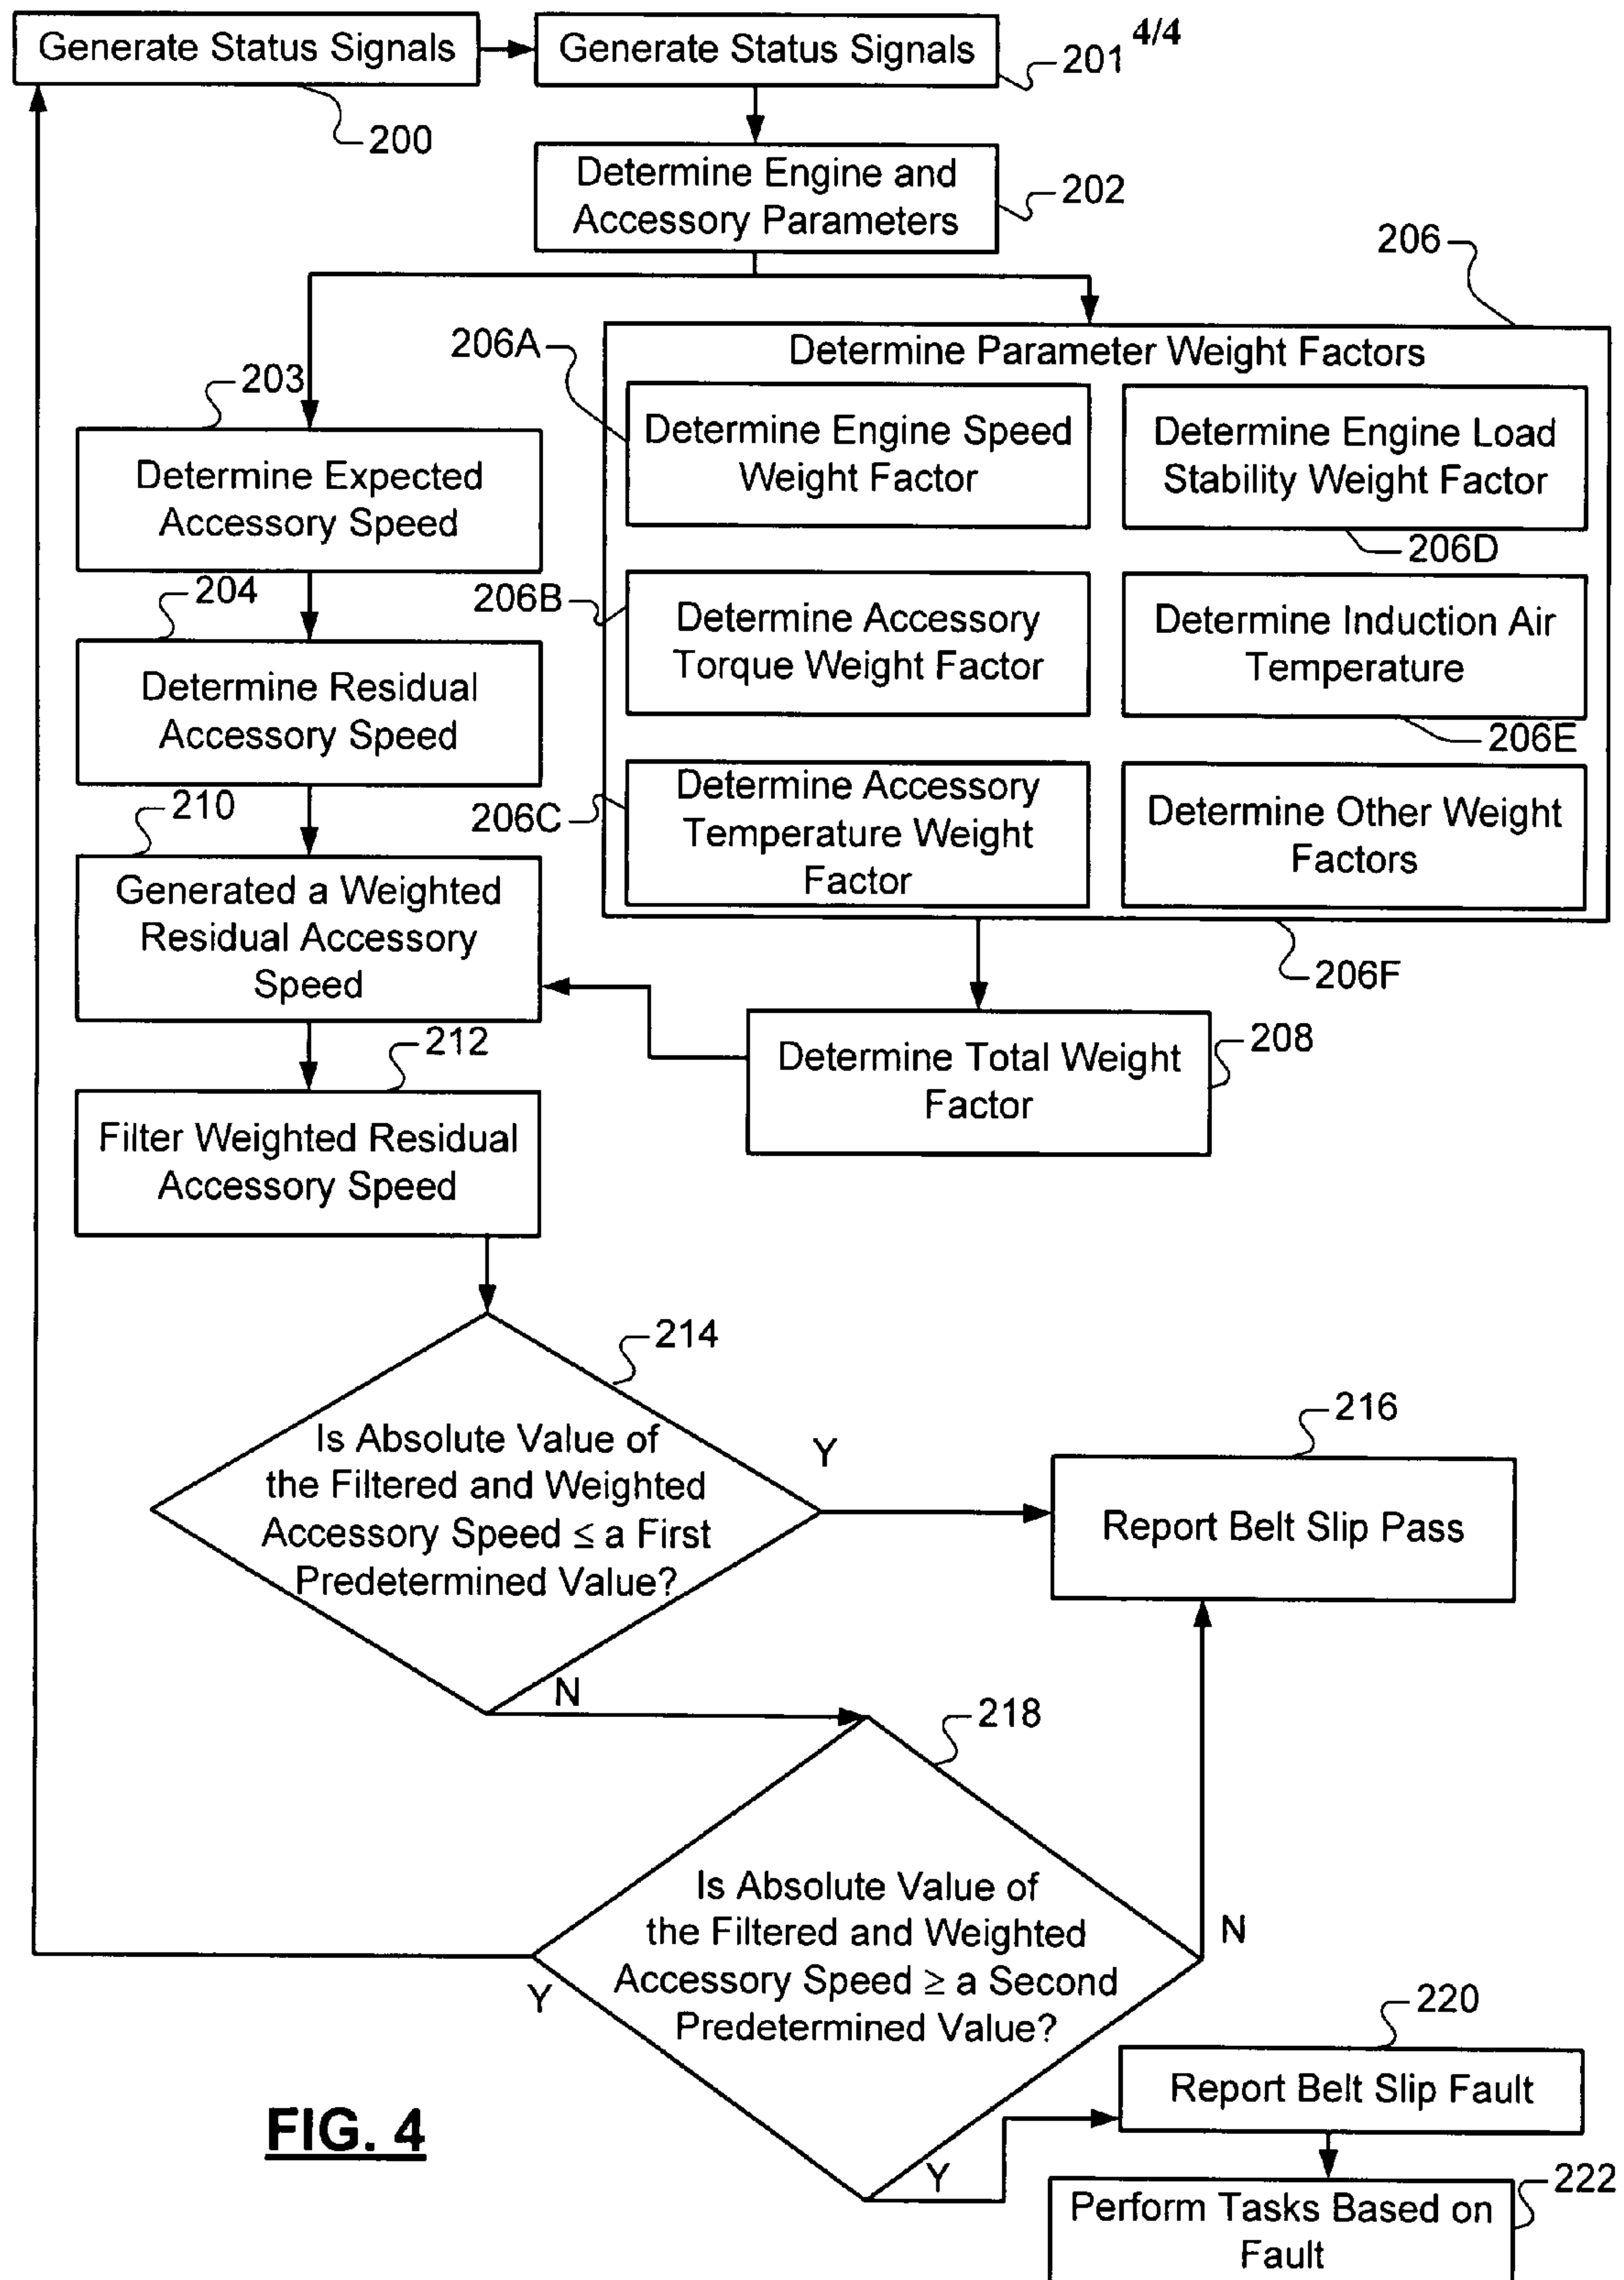 Generate Status Signals
200
Generate Status Signals
201
4/4
Determine Engine and
Accessory Parameters
202
206
Determine Parameter Weight Factors
206A
Determine Engine Speed
Weight Factor
Determine Engine Load
Stability Weight Factor
206D
203
Determine Expected
Accessory Speed
206B
Determine Accessory
Torque Weight Factor
Determine Induction Air
Temperature
206E
204
Determine Residual
Accessory Speed
206C
Determine Accessory
Temperature Weight
Factor
Determine Other Weight
Factors
206F
210
Generated a Weighted
Residual Accessory
Speed
Determine Total Weight
Factor
208
212
Filter Weighted Residual
Accessory Speed
214
Is Absolute Value of
the Filtered and Weighted
Accessory Speed ≤ a First
Predetermined Value?
Y
N
216
Report Belt Slip Pass
218
Is Absolute Value of
the Filtered and Weighted
Accessory Speed ≥ a Second
Predetermined Value?
N
Y
Y
220
Report Belt Slip Fault
222
Perform Tasks Based on
Fault
FIG. 4